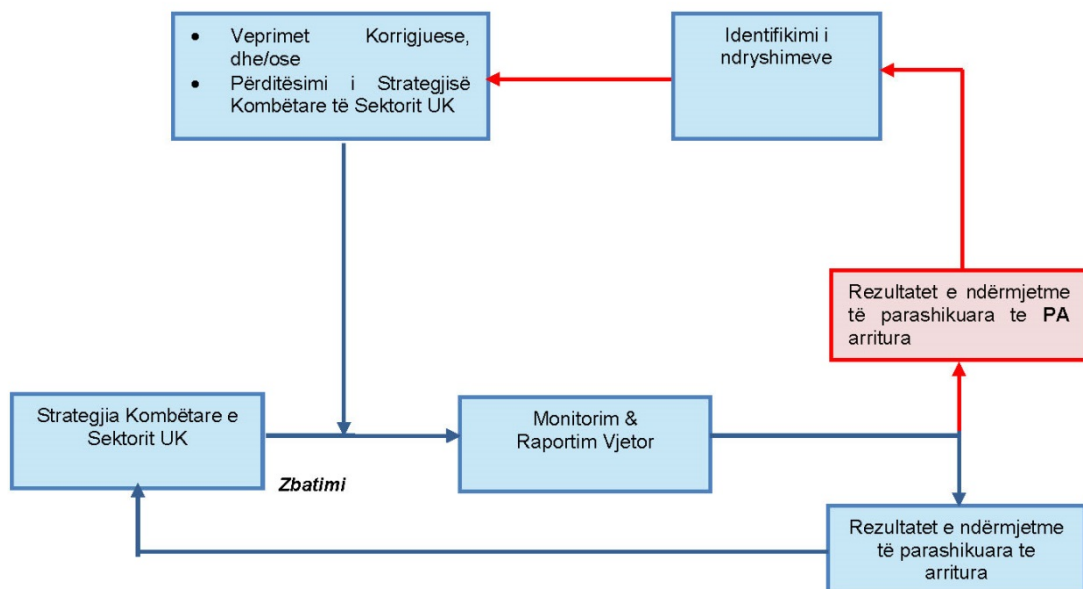 • Veprimet Korrigjuese,
dhe/ose
• Përditësimi i Strategjisë
Kombëtare të Sektorit UK
Identifikimi i
ndryshimeve
Rezultatet e ndërmjetme
të parashikuara te PA
arritura
Strategjia Kombëtare e
Sektorit UK
Zbatimi
Monitorim &
Raportim Vjetor
Rezultatet e ndërmjetme
të parashikuara te
arritura